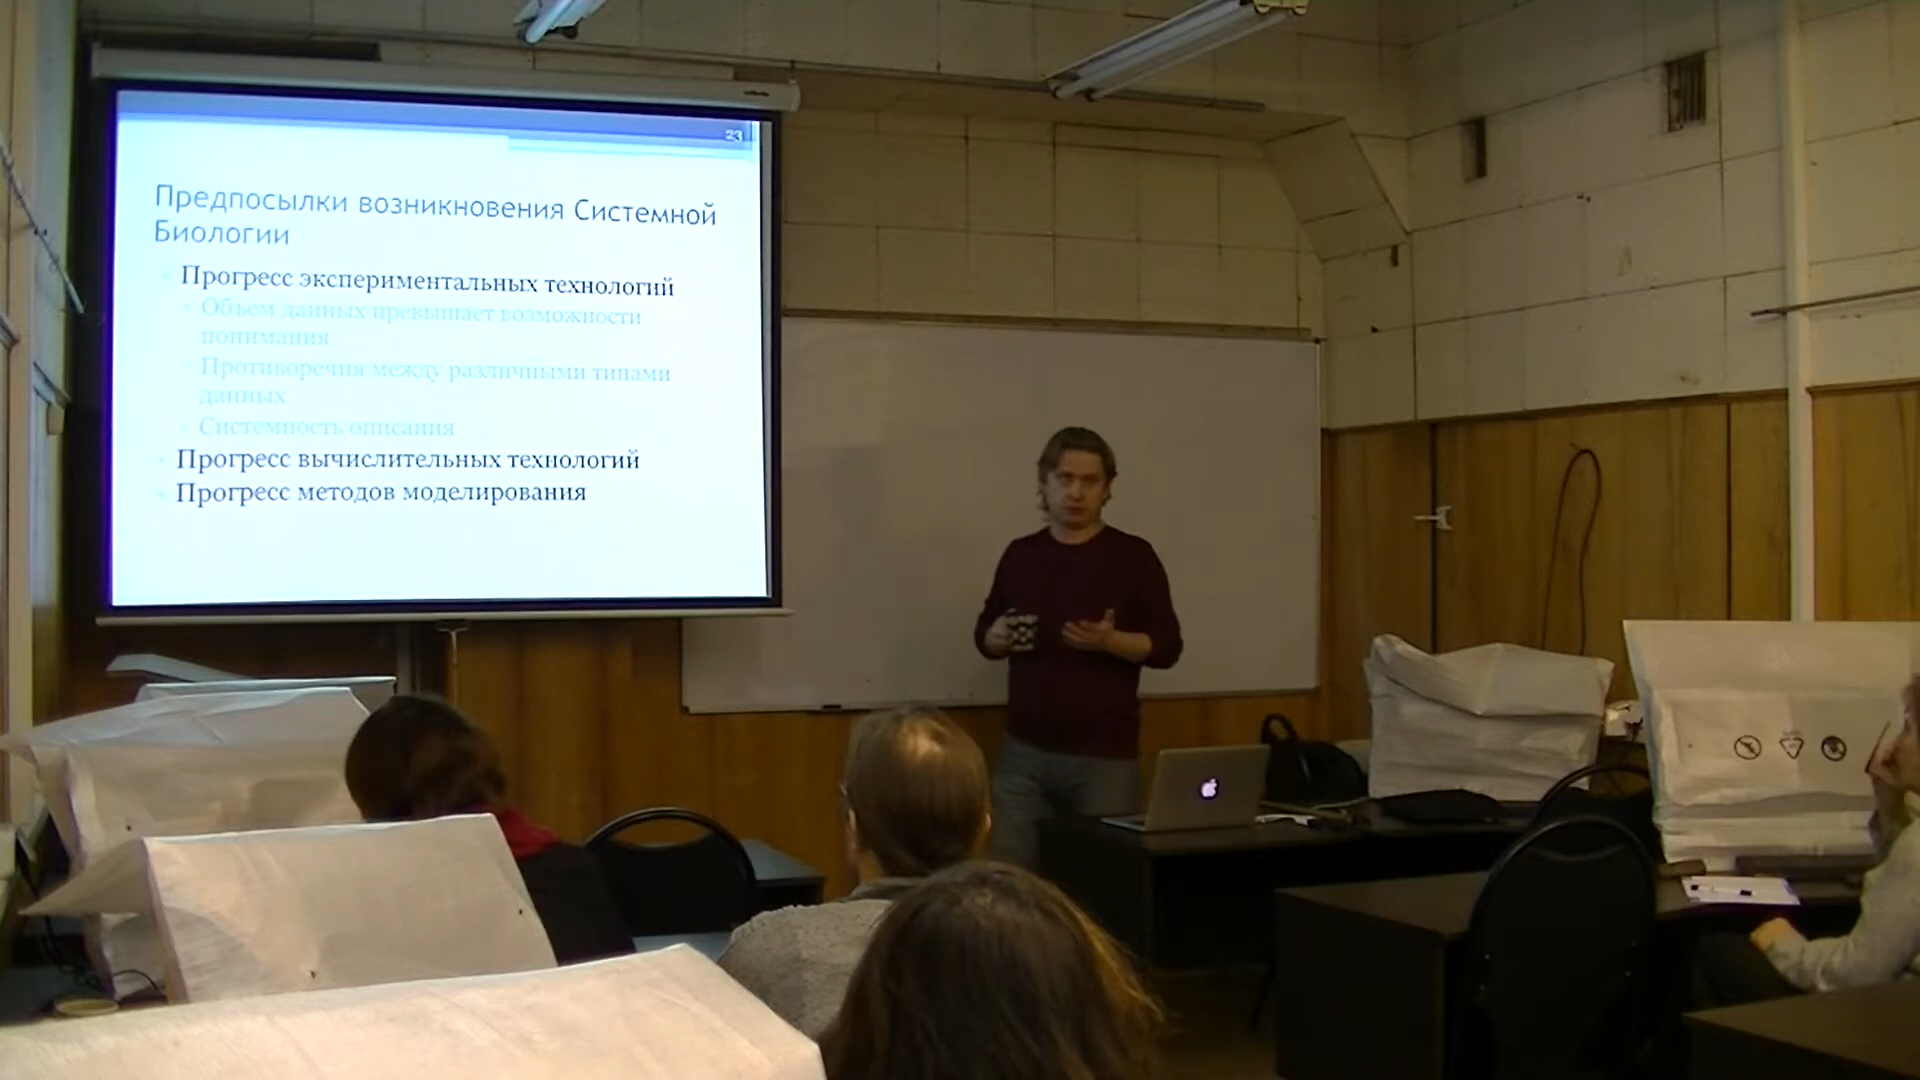 23
Предпосылки возникновения Системной
Биологии
Прогресс экспериментальных технологий
Объем данных превышает возможности
понимания
Противоречия между различными типами
данных
Системность описания
Прогресс вычислительных технологий
Прогресс методов моделирования